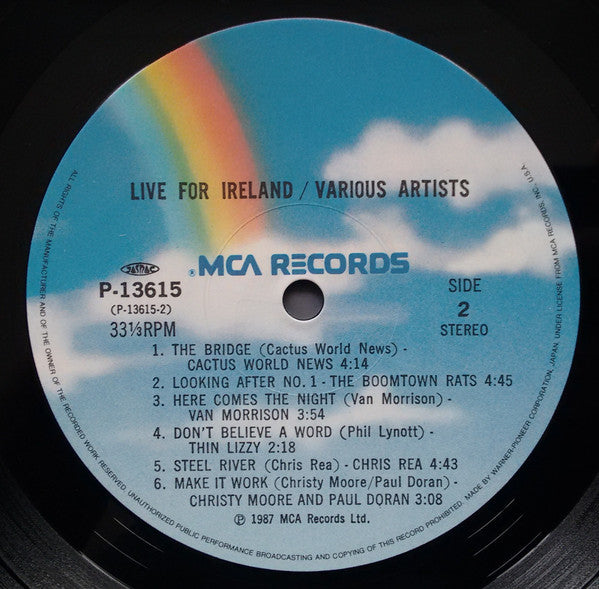 LIVE FOR IRELAND / VARIOUS ARTISTS
MCA RECORDS
JASRAC
P-13615
(P-13615-2)
33⅓RPM
SIDE
2
STEREO
1. THE BRIDGE (Cactus World News) -
CACTUS WORLD NEWS 4:14
2. LOOKING AFTER NO. 1 - THE BOOMTOWN RATS 4:45
3. HERE COMES THE NIGHT (Van Morrison) -
VAN MORRISON 3:54
4. DON'T BELIEVE A WORD (Phil Lynott) -
THIN LIZZY 2:18
5. STEEL RIVER (Chris Rea) - CHRIS REA 4:43
6. MAKE IT WORK (Christy Moore/Paul Doran) -
CHRISTY MOORE AND PAUL DORAN 3:08
℗ 1987 MCA Records Ltd.
ALL RIGHTS OF THE MANUFACTURER AND OF THE OWNER OF THE RECORDED WORK RESERVED. UNAUTHORIZED PUBLIC PERFORMANCE BROADCASTING AND COPYING OF THIS RECORD PROHIBITED. MADE BY WARNER-PIONEER CORPORATION, JAPAN. UNDER LICENSE FROM MCA RECORDS INC. U.S.A.